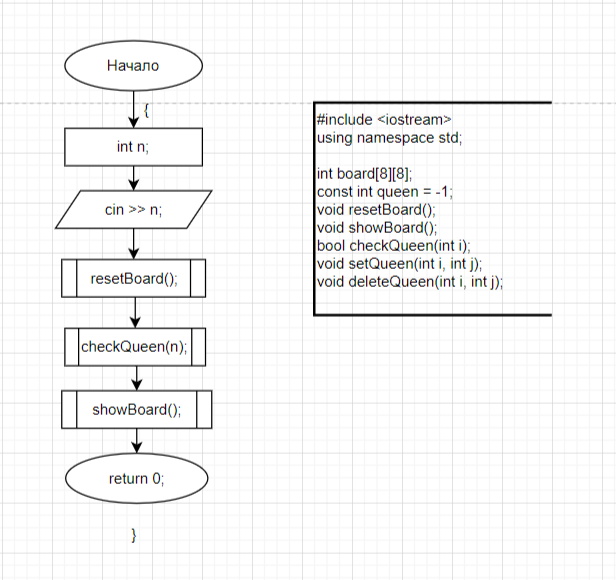 Начало
{
int n;
cin >> n;
resetBoard();
checkQueen(n);
showBoard();
return 0;
}
#include <iostream>
using namespace std;
int board[8][8];
const int queen = -1;
void resetBoard();
void showBoard();
bool checkQueen(int i);
void setQueen(int i, int j);
void deleteQueen(int i, int j);